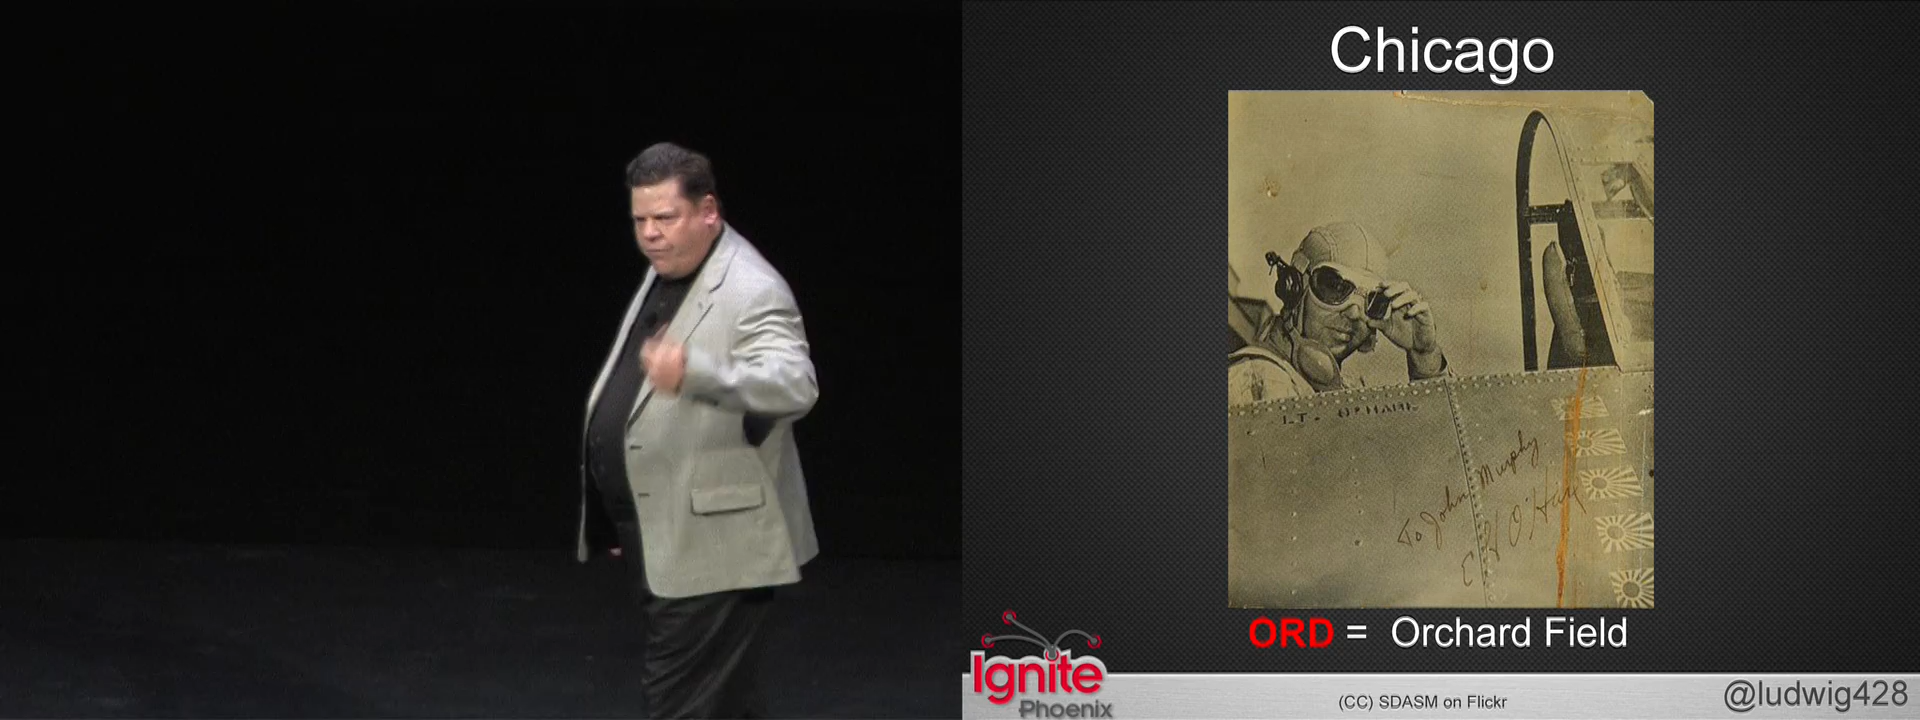 Chicago
LT. O'HARE
To John Murphy
E H O'Hare
ORD = Orchard Field
Ignite
Phoenix
(CC) SDASM on Flickr
@ludwig428